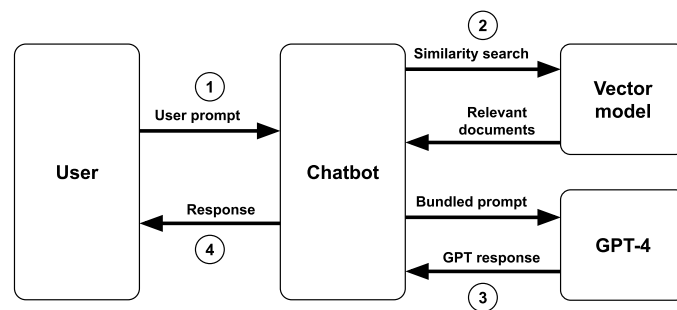 2
Similarity search
Vector
model
1
User prompt
Relevant
documents
User
Chatbot
Response
4
Bundled prompt
GPT-4
GPT response
3